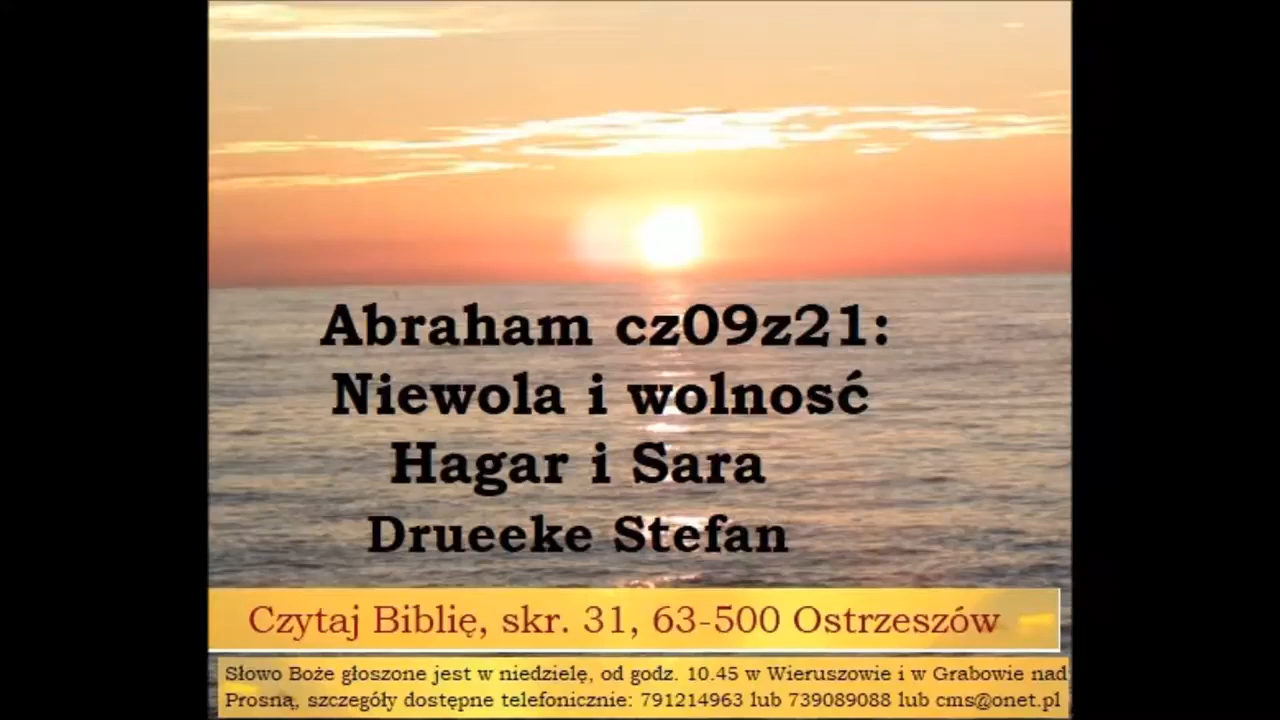 Abraham cz09z21:
Niewola i wolnosć
Hagar i Sara
Drueeke Stefan
Czytaj Biblię, skr. 31, 63-500 Ostrzeszów
Słowo Boże głoszone jest w niedzielę, od godz. 10.45 w Wieruszowie i w Grabowie nad
Prosną, szczegóły dostępne telefonicznie: 791214963 lub 739089088 lub cms@onet.pl